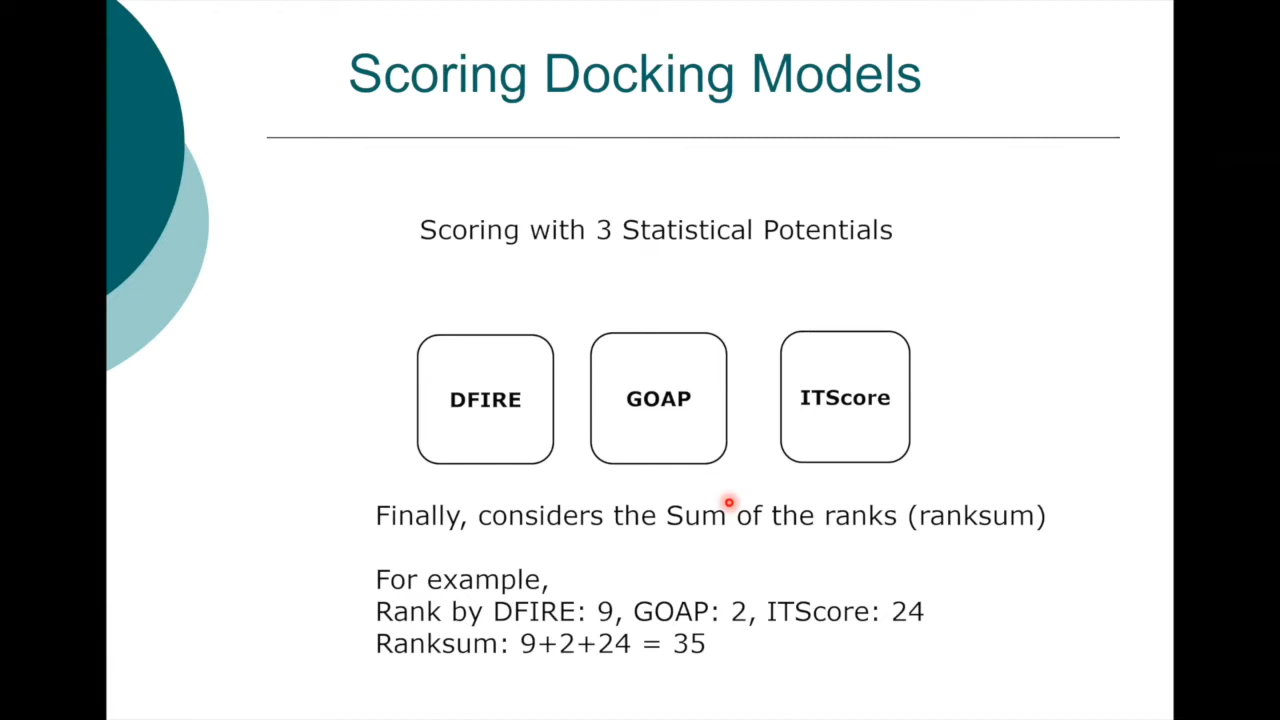 Scoring Docking Models
Scoring with 3 Statistical Potentials
DFIRE
GOAP
ITScore
Finally, considers the Sum of the ranks (ranksum)
For example,
Rank by DFIRE: 9, GOAP: 2, ITScore: 24
Ranksum: 9+2+24 = 35